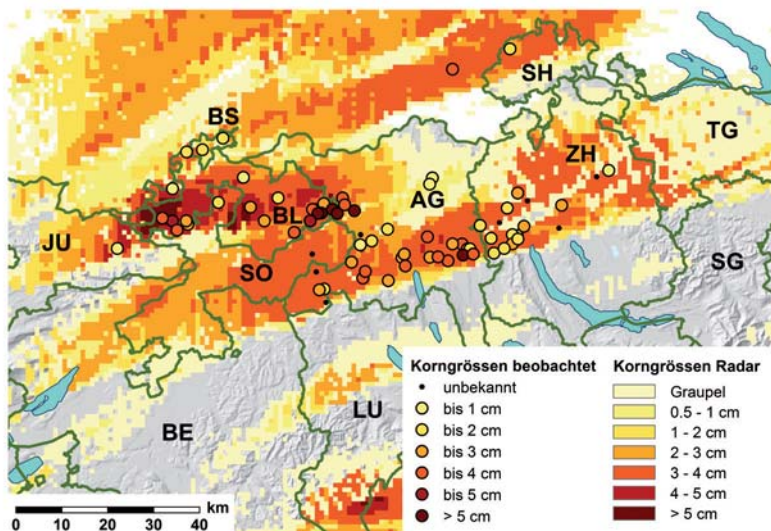 SH
BS
TG
ZH
AG
BL
JU
SO
SG
BE
LU
Korngrössen beobachtet
unbekannt
bis 1 cm
bis 2 cm
bis 3 cm
bis 4 cm
bis 5 cm
> 5 cm
Korngrössen Radar
Graupel
0.5 - 1 cm
1 - 2 cm
2 - 3 cm
3 - 4 cm
4 - 5 cm
> 5 cm
km
0 10 20 30 40